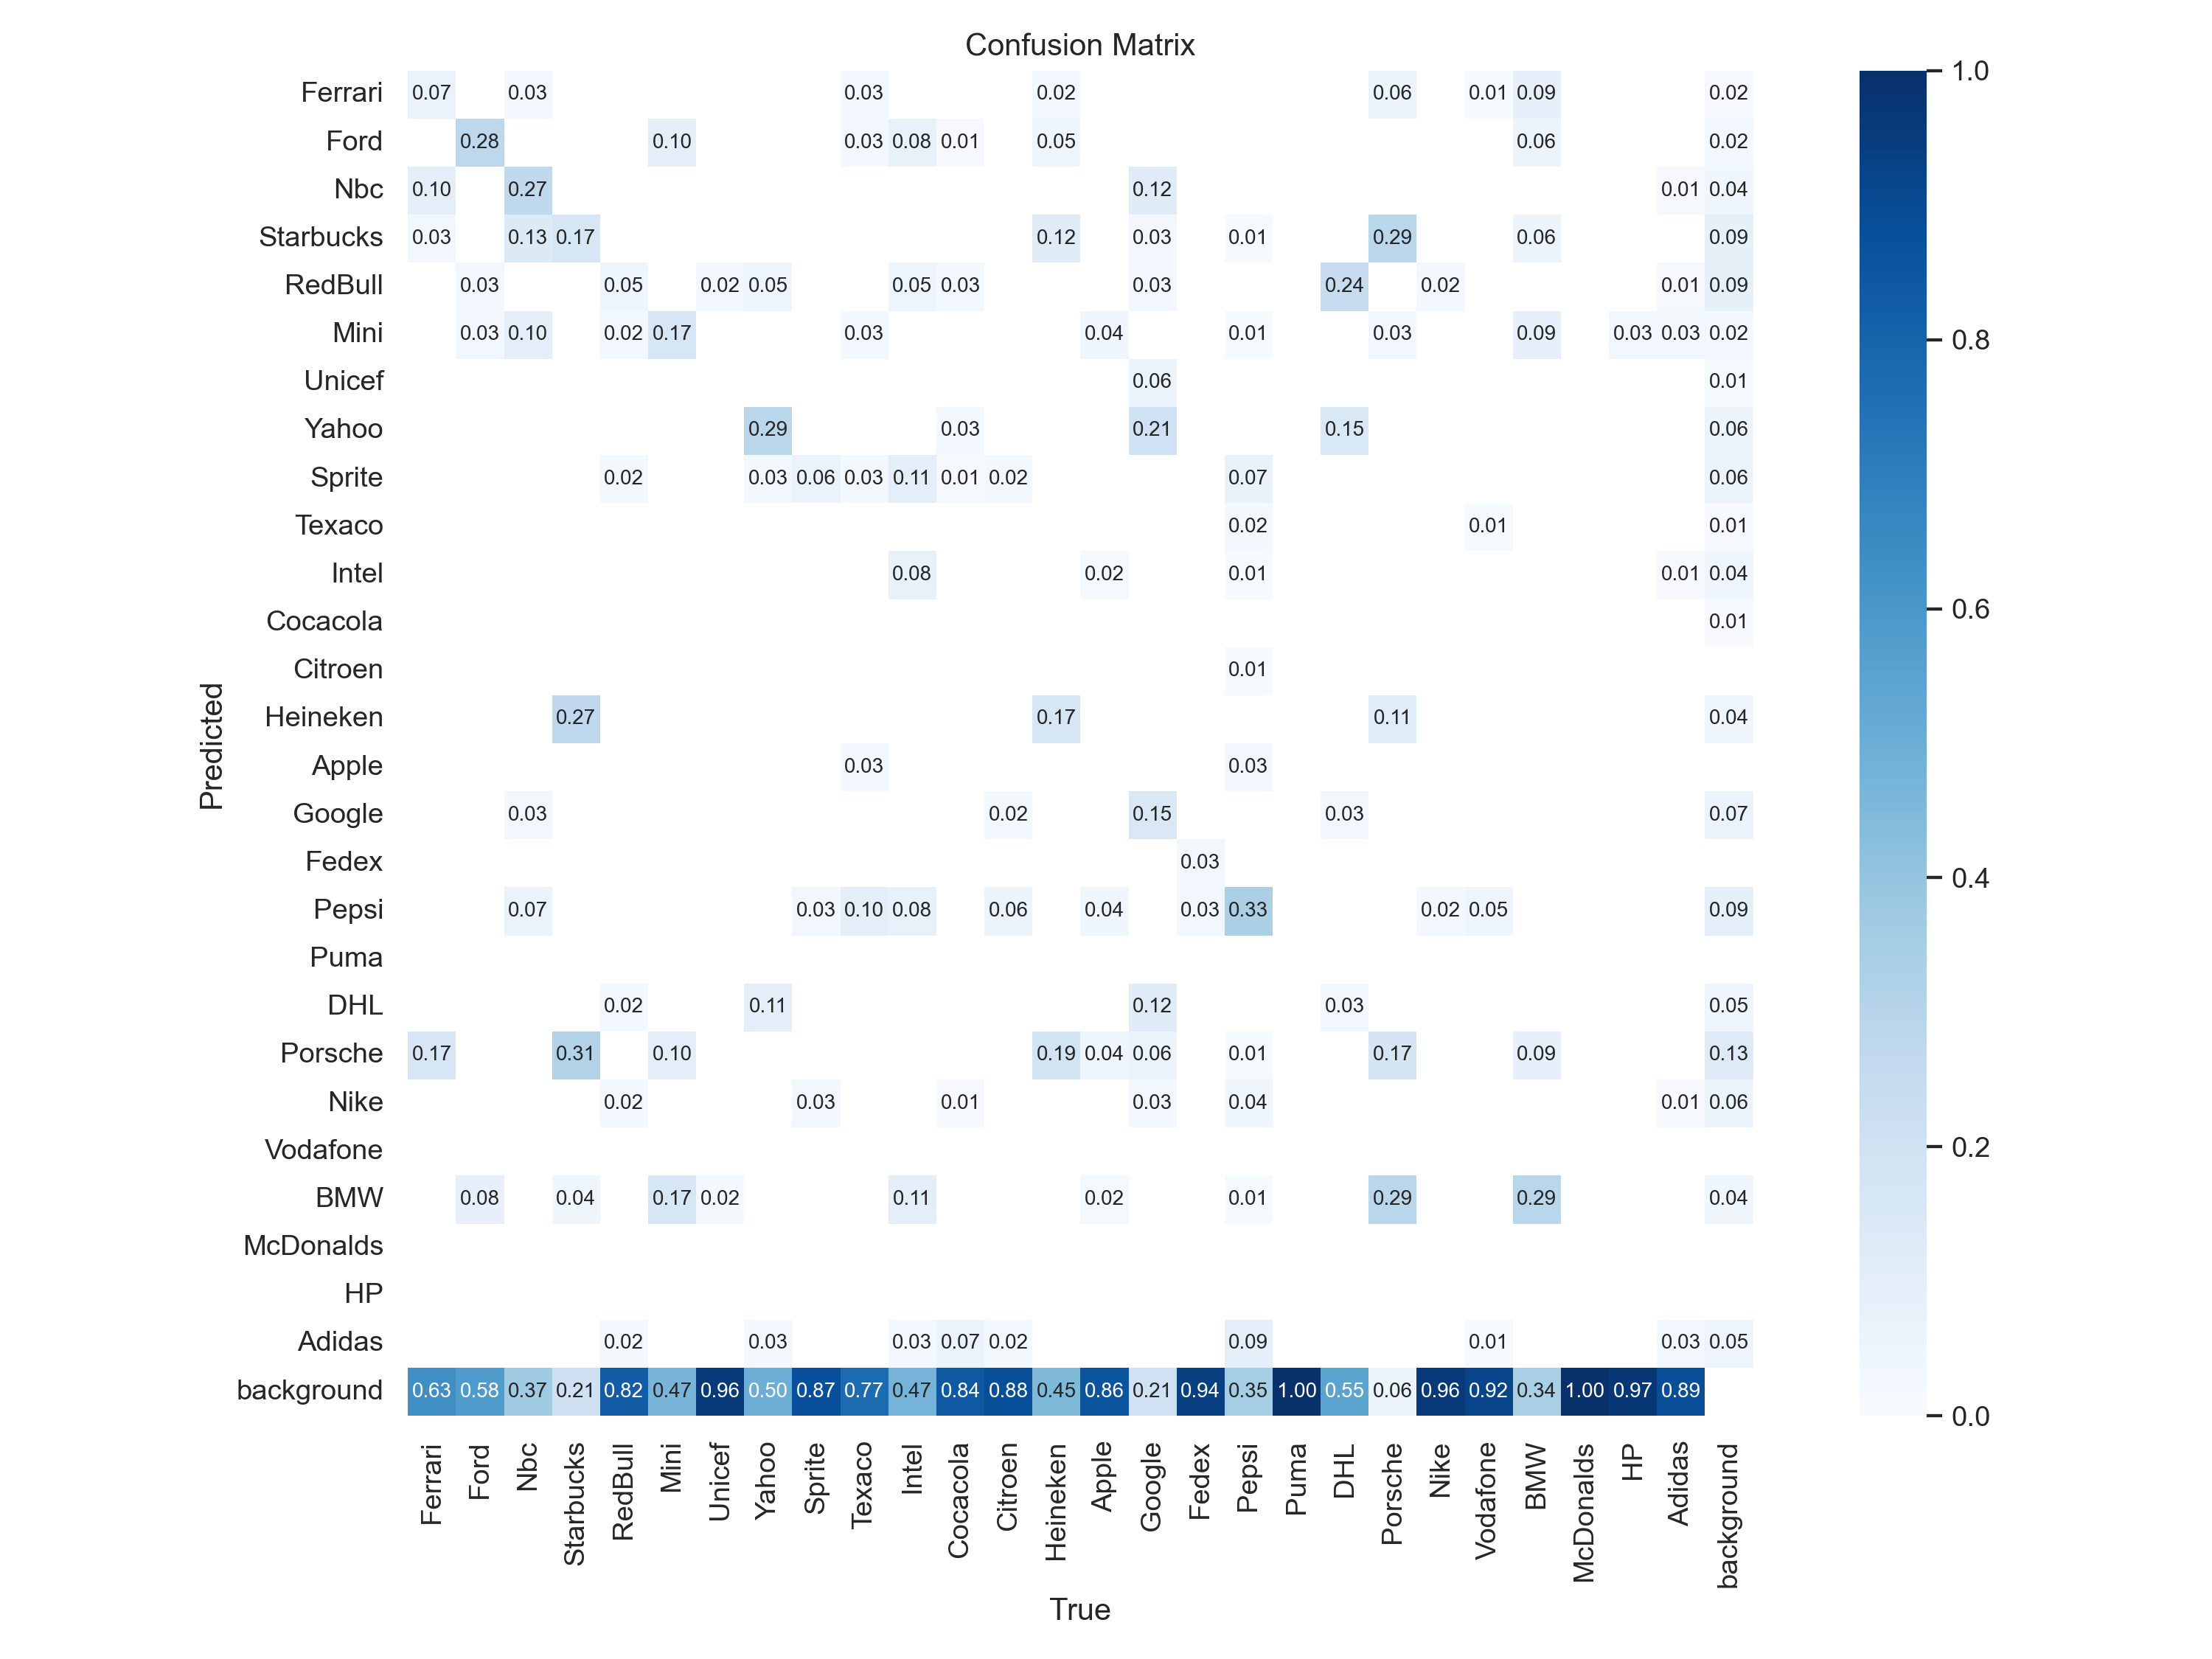 Confusion Matrix
Ferrari 0.07 0.03 0.03 0.02 0.06 0.01 0.09 0.02
Ford 0.28 0.10 0.03 0.08 0.01 0.05 0.06 0.02
Nbc 0.10 0.27 0.12 0.01 0.04
Starbucks 0.03 0.13 0.17 0.12 0.03 0.01 0.29 0.06 0.09
RedBull 0.03 0.05 0.02 0.05 0.05 0.03 0.03 0.24 0.02 0.01 0.09
Mini 0.03 0.10 0.02 0.17 0.03 0.04 0.01 0.03 0.09 0.03 0.03 0.02
Unicef 0.06 0.01
Yahoo 0.29 0.03 0.21 0.15 0.06
Sprite 0.02 0.03 0.06 0.03 0.11 0.01 0.02 0.07 0.06
Texaco 0.02 0.01 0.01
Intel 0.08 0.02 0.01 0.01 0.04
Cocacola 0.01
Citroen 0.01
Heineken 0.27 0.17 0.11 0.04
Apple 0.03 0.03
Google 0.03 0.02 0.15 0.03 0.07
Fedex 0.03
Pepsi 0.07 0.03 0.10 0.08 0.06 0.04 0.03 0.33 0.02 0.05 0.09
Puma
DHL 0.02 0.11 0.12 0.03 0.05
Porsche 0.17 0.31 0.10 0.19 0.04 0.06 0.01 0.17 0.09 0.13
Nike 0.02 0.03 0.01 0.03 0.04 0.01 0.06
Vodafone
BMW 0.08 0.04 0.17 0.02 0.11 0.02 0.01 0.29 0.29 0.04
McDonalds
HP
Adidas 0.02 0.03 0.03 0.07 0.02 0.09 0.01 0.03 0.05
background 0.63 0.58 0.37 0.21 0.82 0.47 0.96 0.50 0.87 0.77 0.47 0.84 0.88 0.45 0.86 0.21 0.94 0.35 1.00 0.55 0.06 0.96 0.92 0.34 1.00 0.97 0.89
Predicted
Ferrari Ford Nbc Starbucks RedBull Mini Unicef Yahoo Sprite Texaco Intel Cocacola Citroen Heineken Apple Google Fedex Pepsi Puma DHL Porsche Nike Vodafone BMW McDonalds HP Adidas background
True
1.0
0.8
0.6
0.4
0.2
0.0